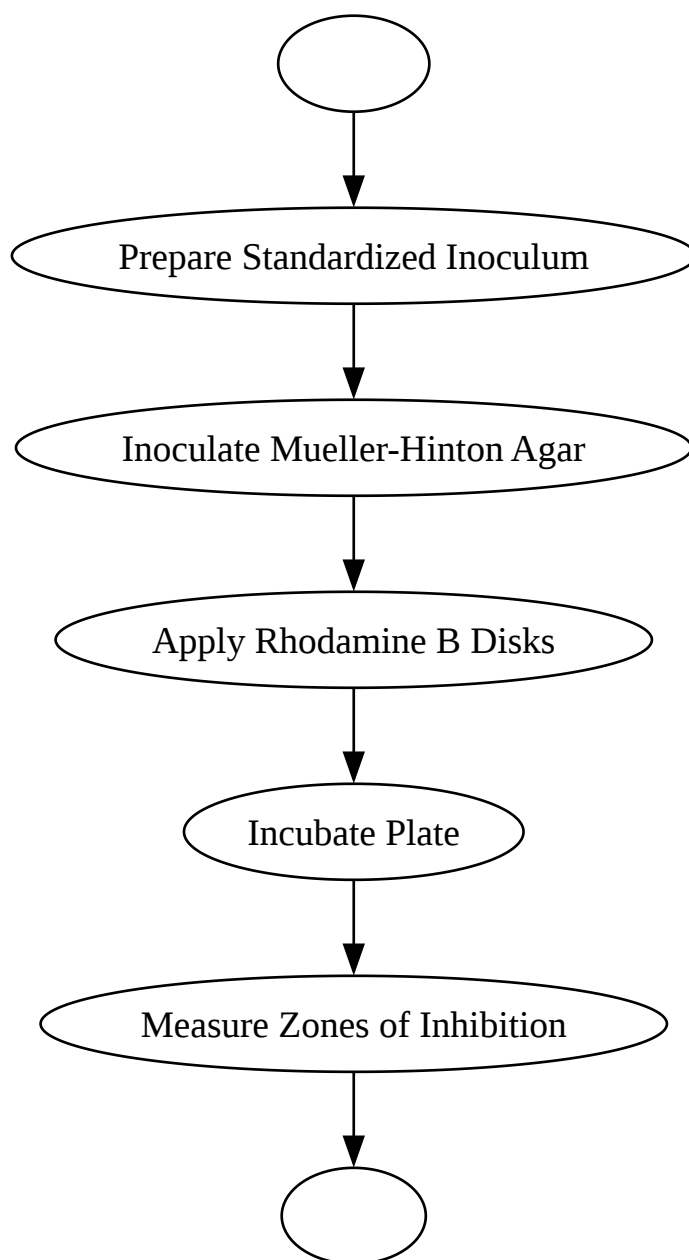 Prepare Standardized Inoculum
Inoculate Mueller-Hinton Agar
Apply Rhodamine B Disks
Incubate Plate
Measure Zones of Inhibition